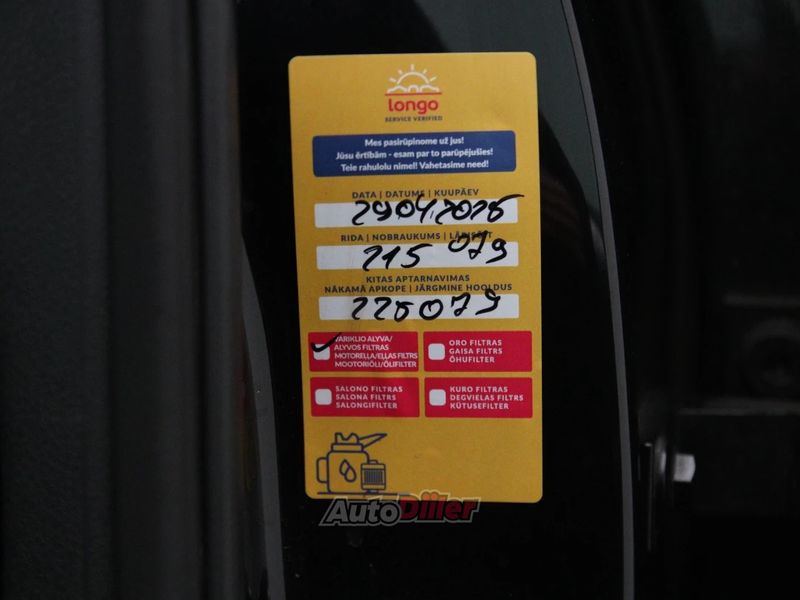 longo
SERVICE VERIFIED
Mes pasirūpinome už jus!
Jūsu ērtībām - esam par to parūpējušies!
Teie rahulolu nimel! Vahetasime need!
DATA | DATUMS | KUUPÄEV
29.04.2025
RIDA | NOBRAUKUMS | LÄBISÕIT
215 079
KITAS APTARNAVIMAS
NĀKAMĀ APKOPE | JÄRGMINE HOOLDUS
225079
VARIKLIO ALYVA/
ALYVOS FILTRAS
MOTORELLA/EĻĻAS FILTRS
MOOTORIÕLI/ÕLIFILTER
ORO FILTRAS
GAISA FILTRS
ÕHUFILTER
SALONO FILTRAS
SALONA FILTRS
SALONGIFILTER
KURO FILTRAS
DEGVIELAS FILTRS
KÜTUSEFILTER
AutoDiller